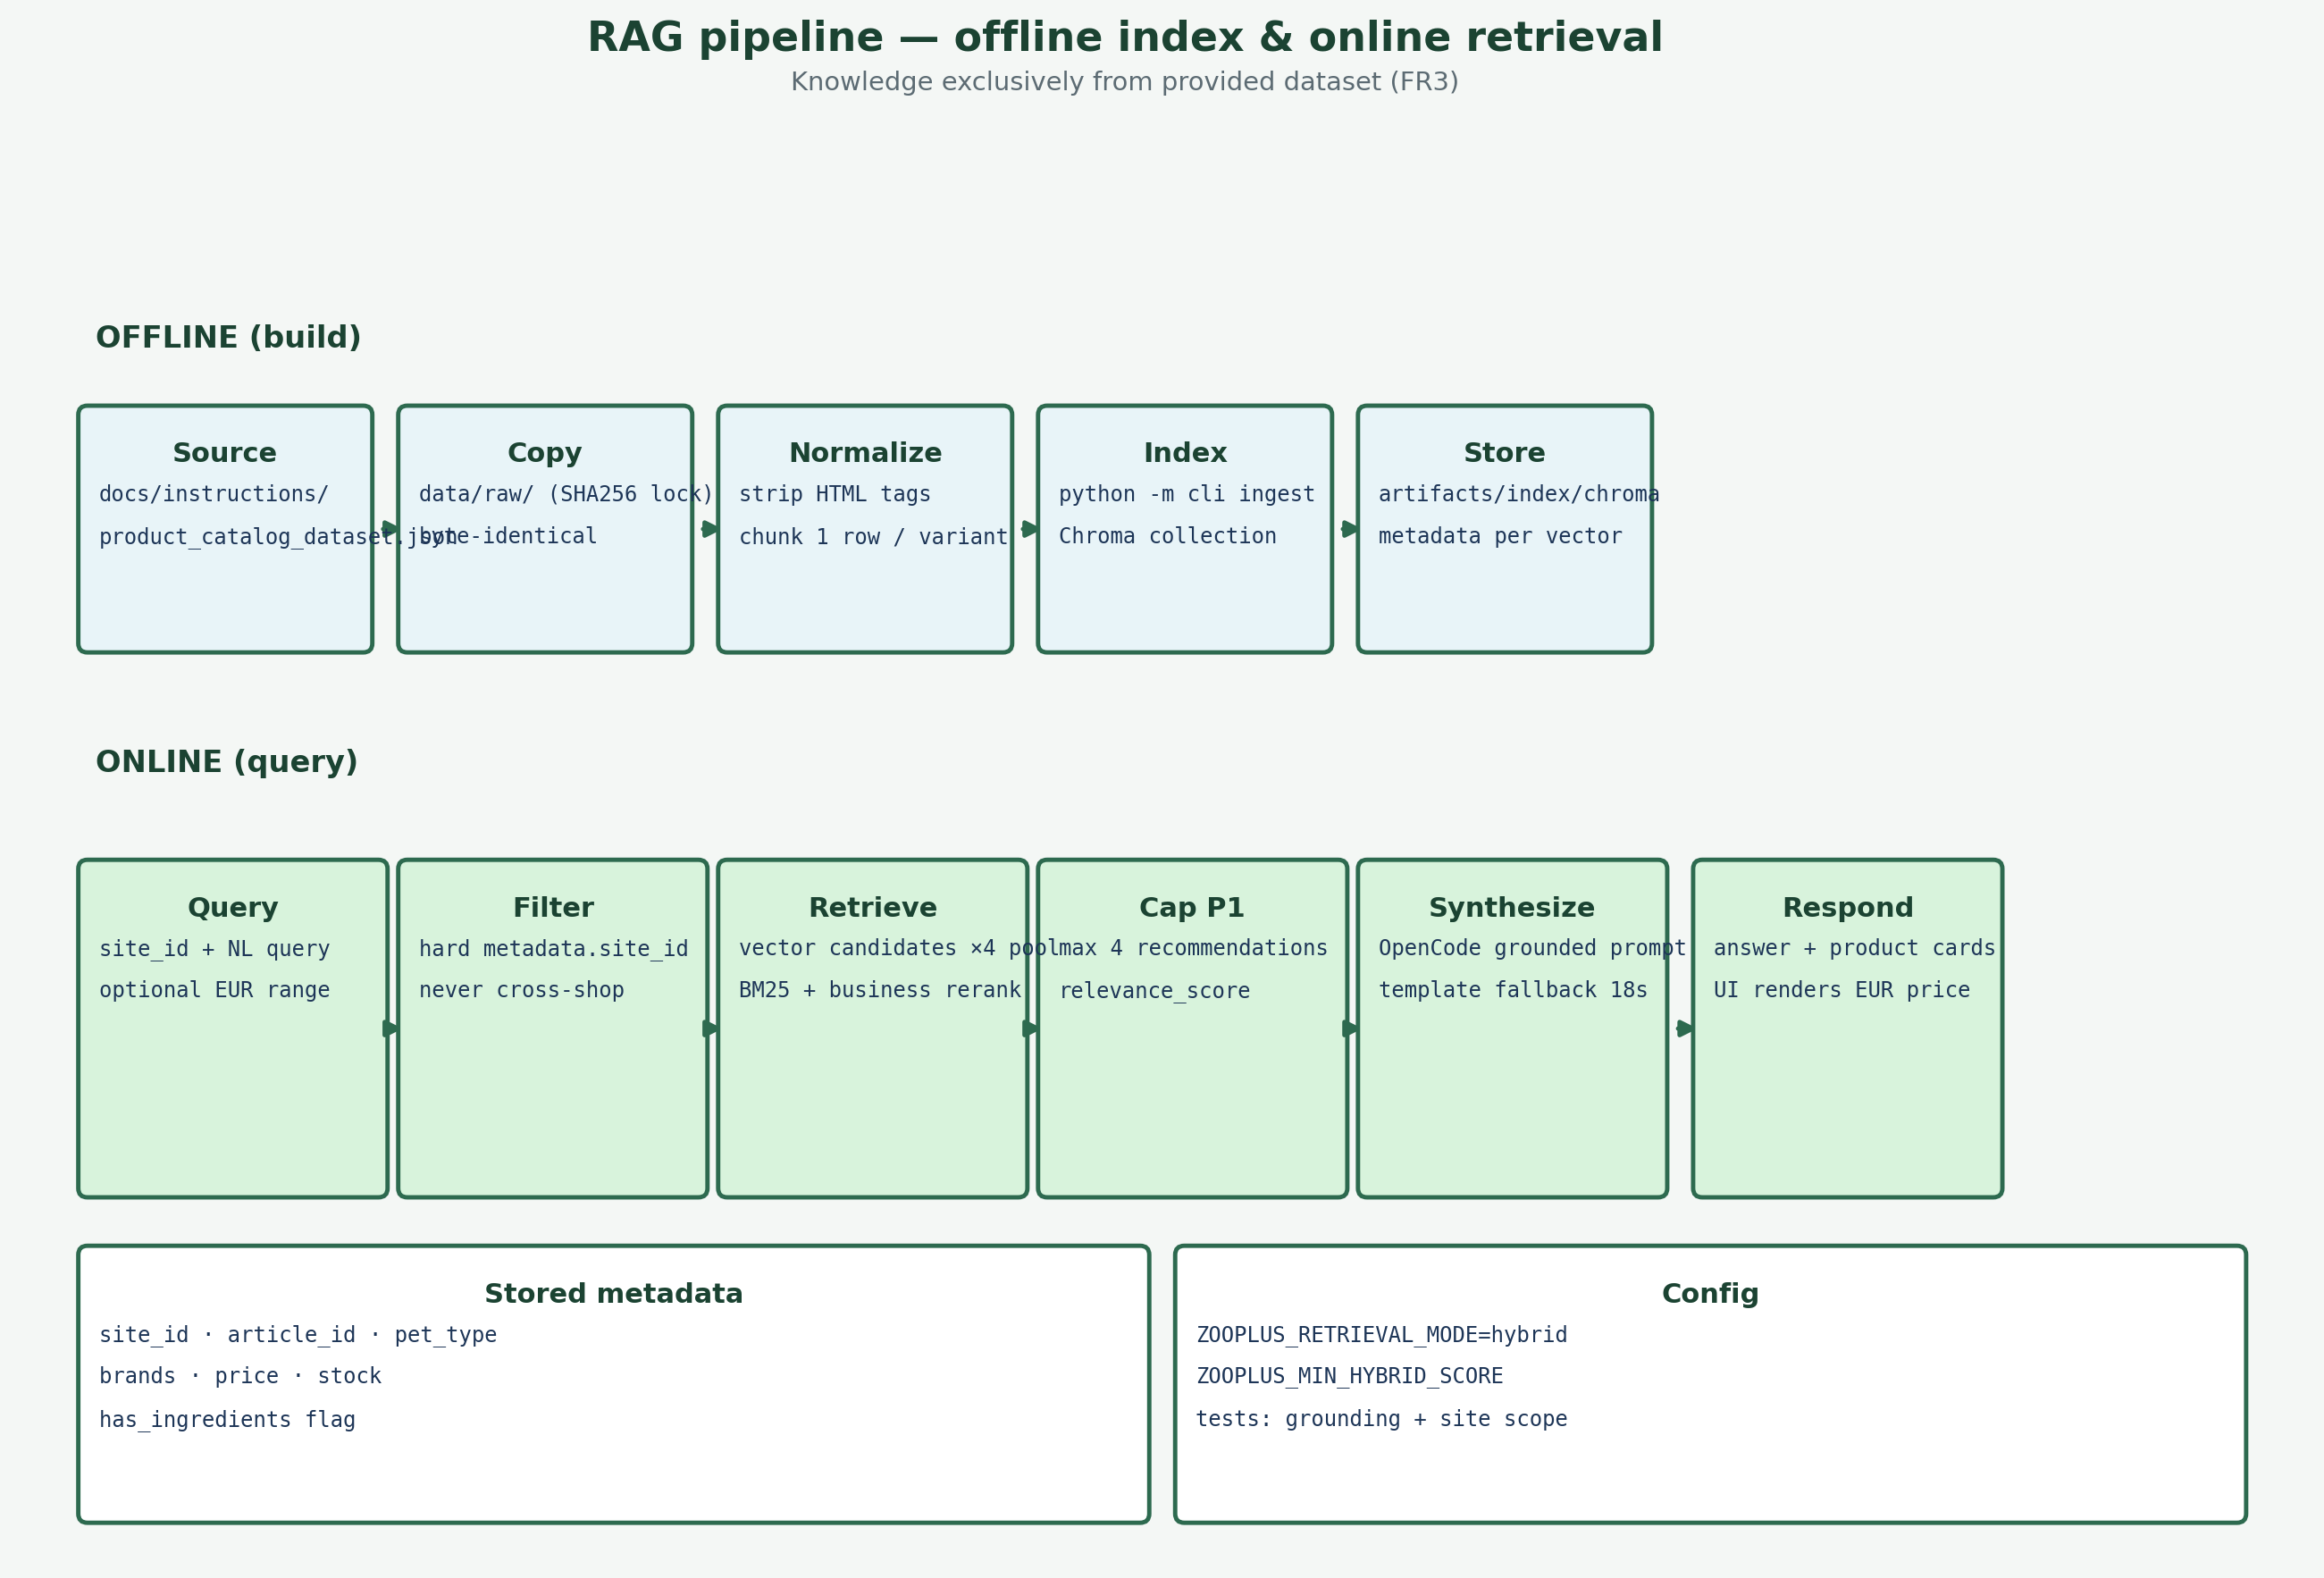 RAG pipeline — offline index & online retrieval
Knowledge exclusively from provided dataset (FR3)
OFFLINE (build)
Source
docs/instructions/
product_catalog_dataset.json
Copy
data/raw/ (SHA256 lock)
byte-identical
Normalize
strip HTML tags
chunk 1 row / variant
Index
python -m cli ingest
Chroma collection
Store
artifacts/index/chroma
metadata per vector
ONLINE (query)
Query
site_id + NL query
optional EUR range
Filter
hard metadata.site_id
never cross-shop
Retrieve
vector candidates ×4 pool
BM25 + business rerank
Cap P1
max 4 recommendations
relevance_score
Synthesize
OpenCode grounded prompt
template fallback 18s
Respond
answer + product cards
UI renders EUR price
Stored metadata
site_id · article_id · pet_type
brands · price · stock
has_ingredients flag
Config
ZOOPLUS_RETRIEVAL_MODE=hybrid
ZOOPLUS_MIN_HYBRID_SCORE
tests: grounding + site scope